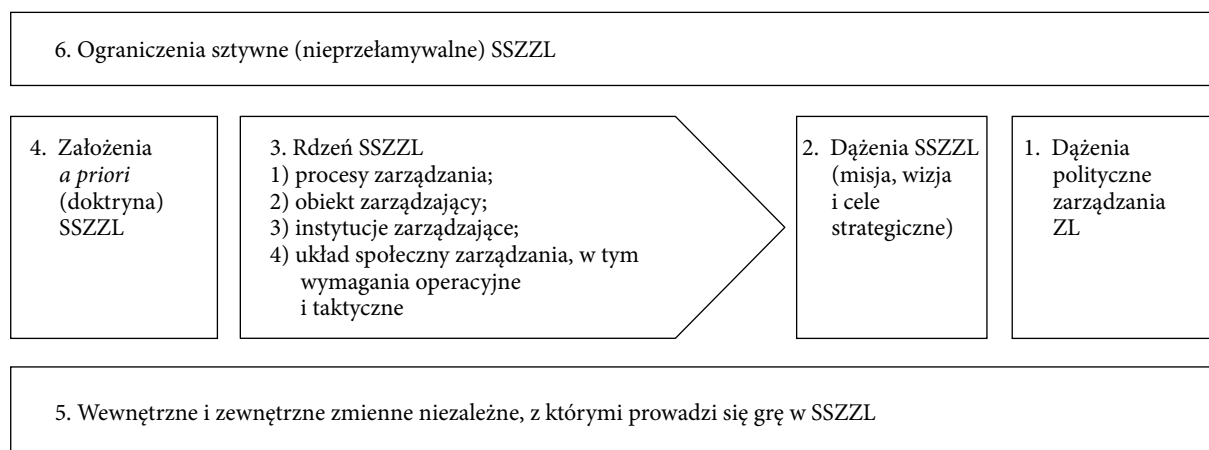 6. Ograniczenia sztywne (nieprzełamywalne) SSZZL
4. Założenia
a priori
(doktryna)
SSZZL
3. Rdzeń SSZZL
1) procesy zarządzania;
2) obiekt zarządzający;
3) instytucje zarządzające;
4) układ społeczny zarządzania, w tym
wymagania operacyjne
i taktyczne
2. Dążenia SSZZL
(misja, wizja
i cele
strategiczne)
1. Dążenia
polityczne
zarządzania
ZL
5. Wewnętrzne i zewnętrzne zmienne niezależne, z którymi prowadzi się grę w SSZZL